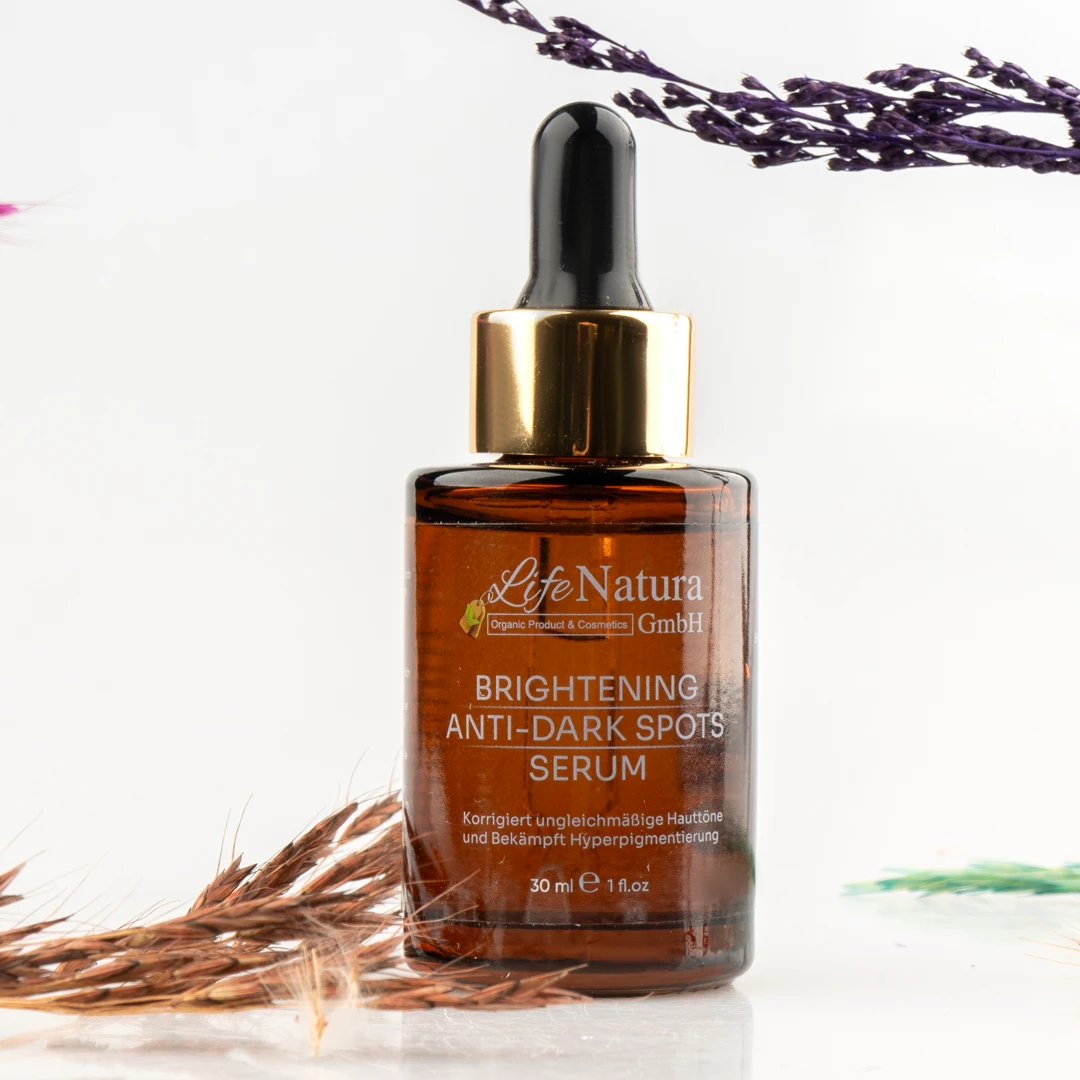 Life Natura
Organic Product & Cosmetics GmbH
BRIGHTENING
ANTI-DARK SPOTS
SERUM
Korrigiert ungleichmäßige Hauttöne
und Bekämpft Hyperpigmentierung
30 ml ℮ 1 fl.oz